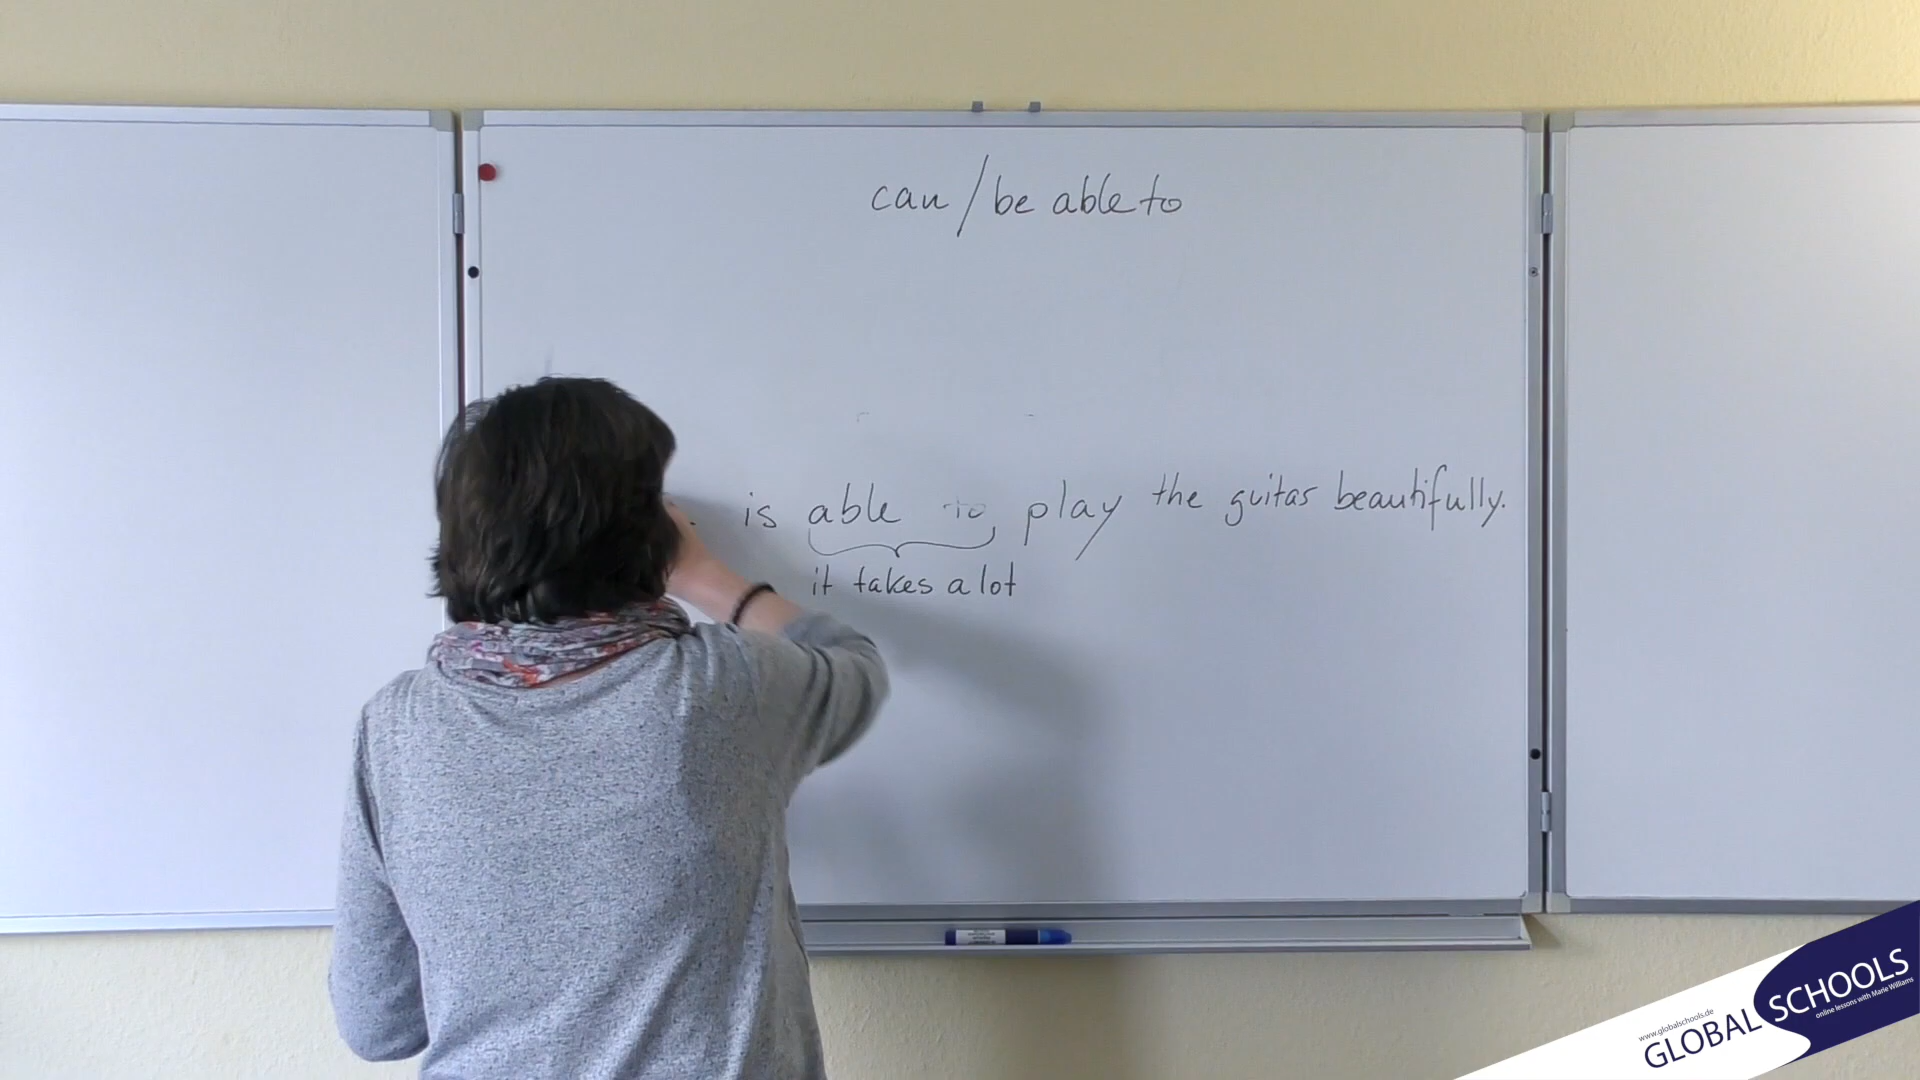 can / be able to
is able to play the guitar beautifully.
it takes a lot
www.globalschools.de
GLOBAL SCHOOLS
online lessons with Marie Williams